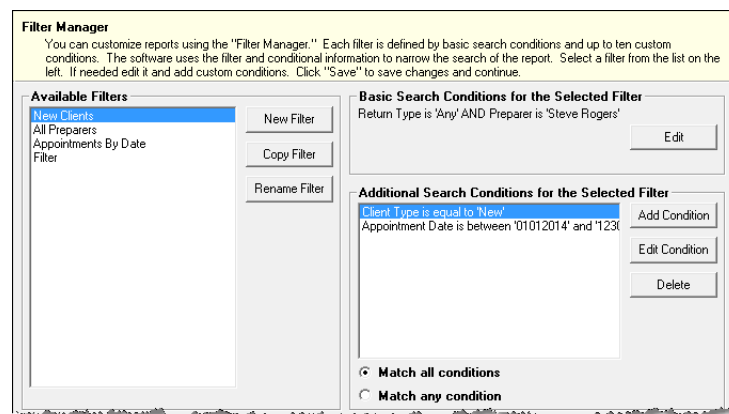 Filter Manager
You can customize reports using the "Filter Manager." Each filter is defined by basic search conditions and up to ten custom
conditions. The software uses the filter and conditional information to narrow the search of the report. Select a filter from the list on the
left. If needed edit it and add custom conditions. Click "Save" to save changes and continue.
Available Filters
New Clients
All Preparers
Appointments By Date
Filter
New Filter
Copy Filter
Rename Filter
Basic Search Conditions for the Selected Filter
Return Type is 'Any' AND Preparer is 'Steve Rogers'
Edit
Additional Search Conditions for the Selected Filter
Client Type is equal to 'New'
Appointment Date is between '01012014' and '1230
Add Condition
Edit Condition
Delete
Match all conditions
Match any condition